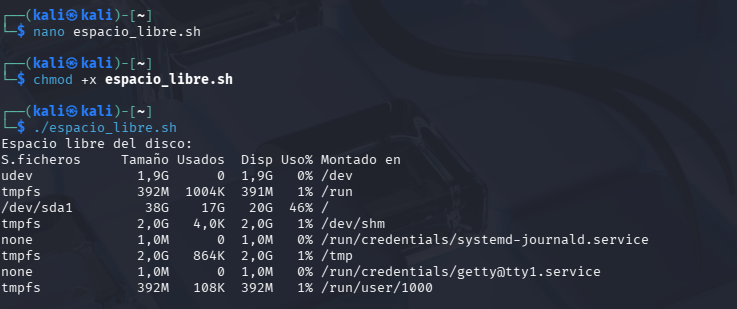 ┌──(kali㉿kali)-[~]
└─$ nano espacio_libre.sh
┌──(kali㉿kali)-[~]
└─$ chmod +x espacio_libre.sh
┌──(kali㉿kali)-[~]
└─$ ./espacio_libre.sh
Espacio libre del disco:
S.ficheros     Tamaño Usados  Disp Uso% Montado en
udev             1,9G      0  1,9G   0% /dev
tmpfs            392M  1004K  391M   1% /run
/dev/sda1         38G    17G   20G  46% /
tmpfs            2,0G   4,0K  2,0G   1% /dev/shm
none             1,0M      0  1,0M   0% /run/credentials/systemd-journald.service
tmpfs            2,0G   864K  2,0G   1% /tmp
none             1,0M      0  1,0M   0% /run/credentials/getty@tty1.service
tmpfs            392M   108K  392M   1% /run/user/1000